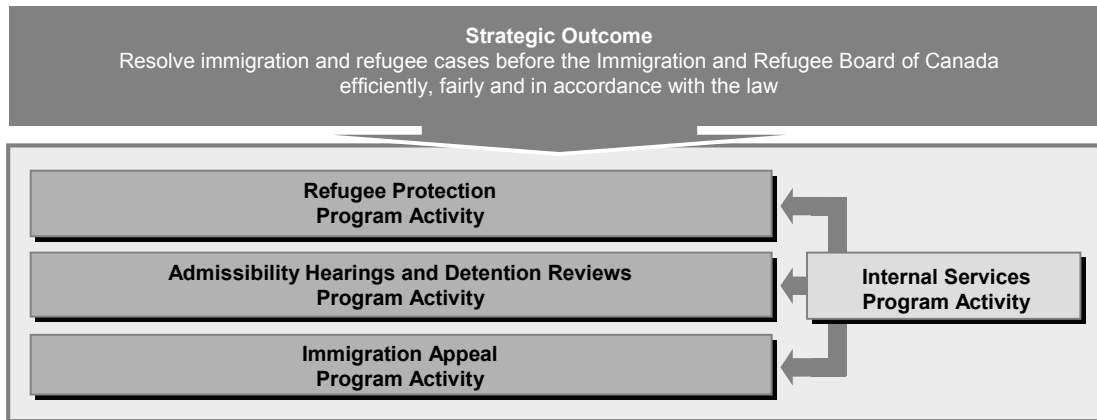 Strategic Outcome
Resolve immigration and refugee cases before the Immigration and Refugee Board of Canada
efficiently, fairly and in accordance with the law
Refugee Protection
Program Activity
Admissibility Hearings and Detention Reviews
Program Activity
Internal Services
Program Activity
Immigration Appeal
Program Activity